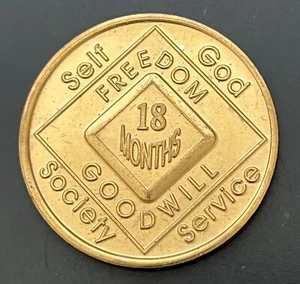 Self God
FREEDOM
18
MONTHS
GOODWILL
Society Service